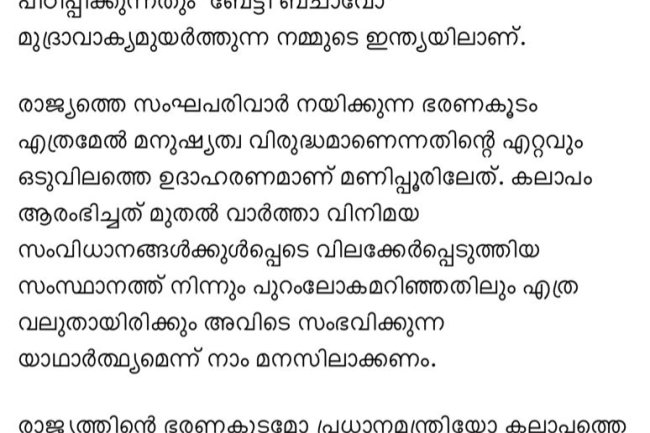 പീഡിപ്പിക്കുന്നതും 'ബേട്ടി ബചാവോ'
മുദ്രാവാക്യമുയർത്തുന്ന നമ്മുടെ ഇന്ത്യയിലാണ്.
രാജ്യത്തെ സംഘപരിവാർ നയിക്കുന്ന ഭരണകൂടം
എത്രമേൽ മനുഷ്യത്വ വിരുദ്ധമാണെന്നതിന്റെ എറ്റവും
ഒടുവിലത്തെ ഉദാഹരണമാണ് മണിപ്പൂരിലേത്. കലാപം
ആരംഭിച്ചത് മുതൽ വാർത്താ വിനിമയ
സംവിധാനങ്ങൾക്കുൾപ്പെടെ വിലക്കേർപ്പെടുത്തിയ
സംസ്ഥാനത്ത് നിന്നും പുറംലോകമറിഞ്ഞതിലും എത്ര
വലുതായിരിക്കും അവിടെ സംഭവിക്കുന്ന
യാഥാർത്ഥ്യമെന്ന് നാം മനസിലാക്കണം.
രാജ്യത്തിന്റെ ഭരണകൂടമോ പ്രധാനമന്ത്രിയോ കലാപത്തെ